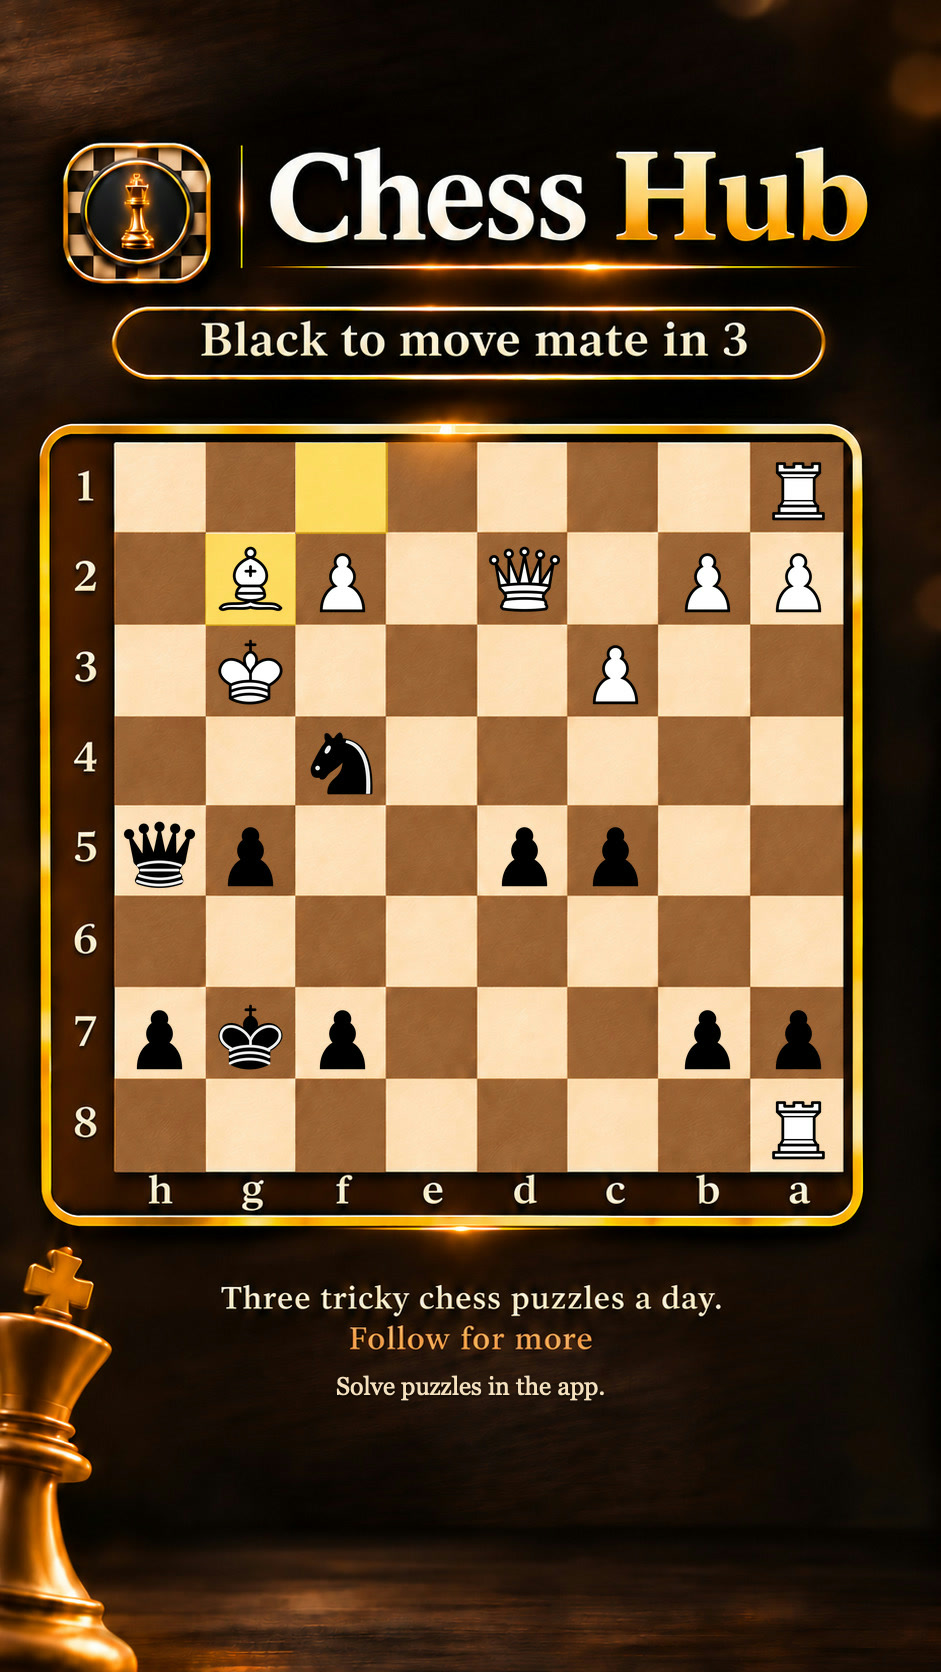 Chess Hub
Black to move mate in 3
1
2
3
4
5
6
7
8
h g f e d c b a
Three tricky chess puzzles a day.
Follow for more
Solve puzzles in the app.